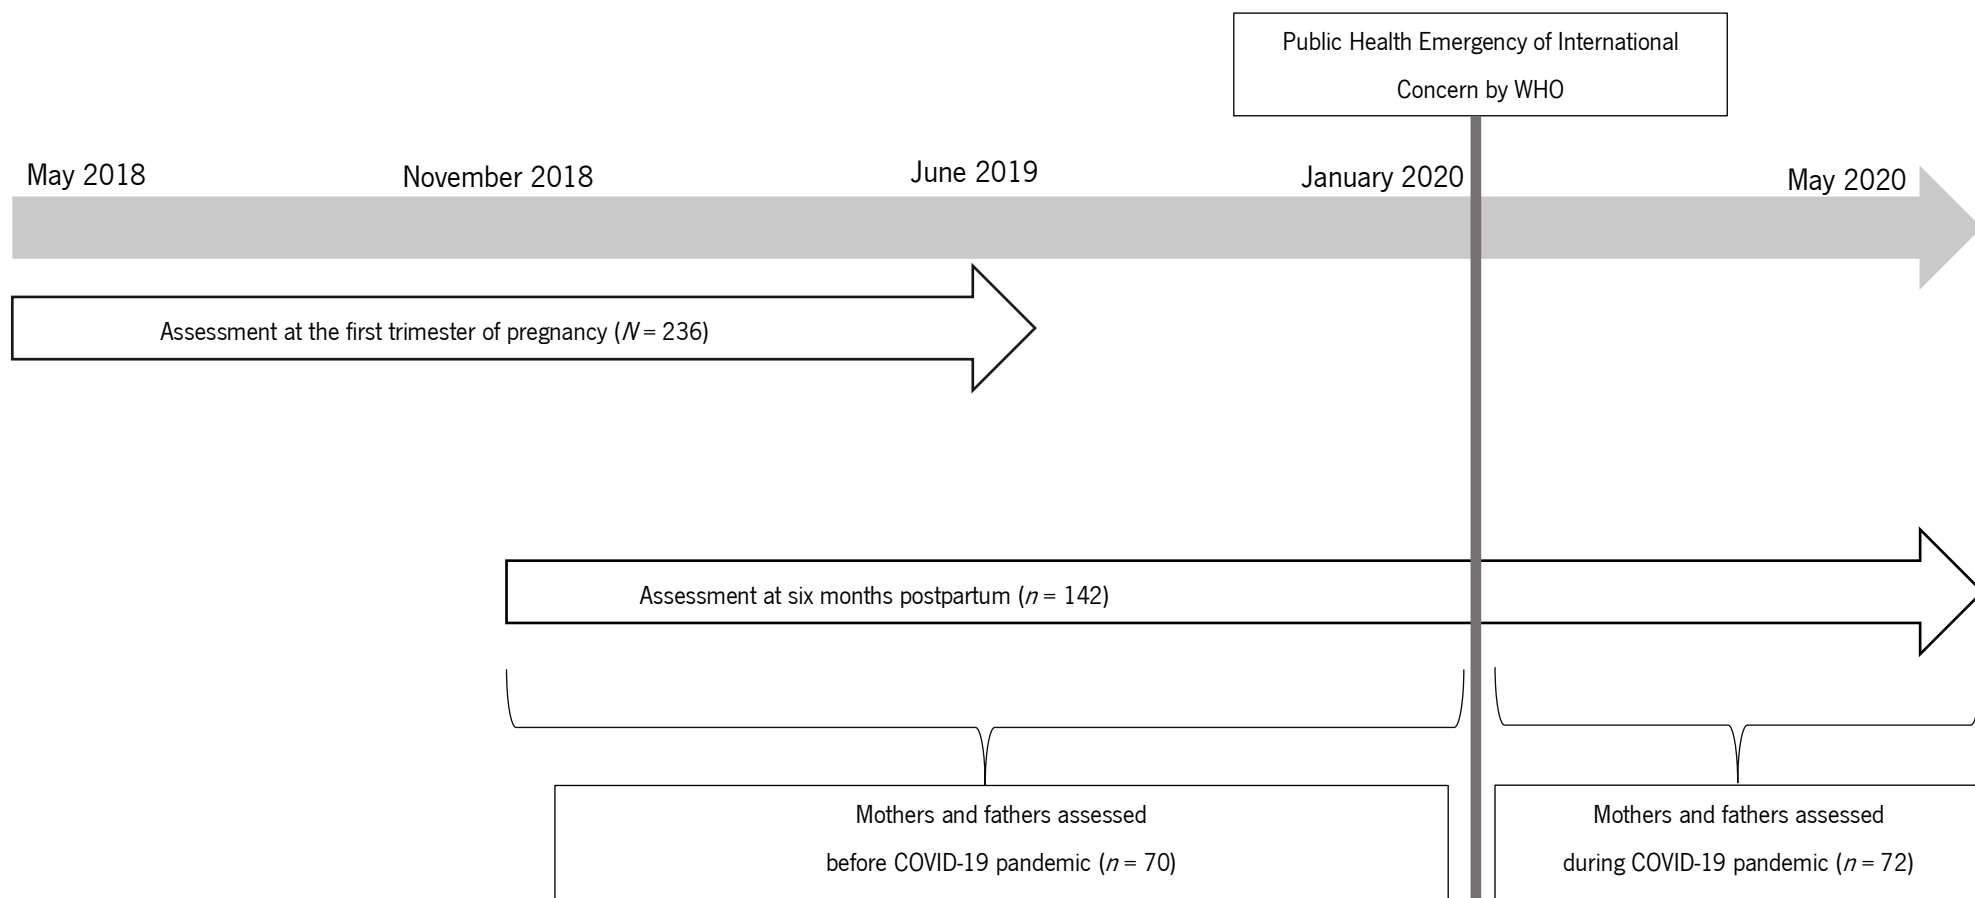 Public Health Emergency of International
Concern by WHO
May 2018
November 2018
June 2019
January 2020
May 2020
Assessment at the first trimester of pregnancy (N = 236)
Assessment at six months postpartum (n = 142)
Mothers and fathers assessed
before COVID-19 pandemic (n = 70)
Mothers and fathers assessed
during COVID-19 pandemic (n = 72)